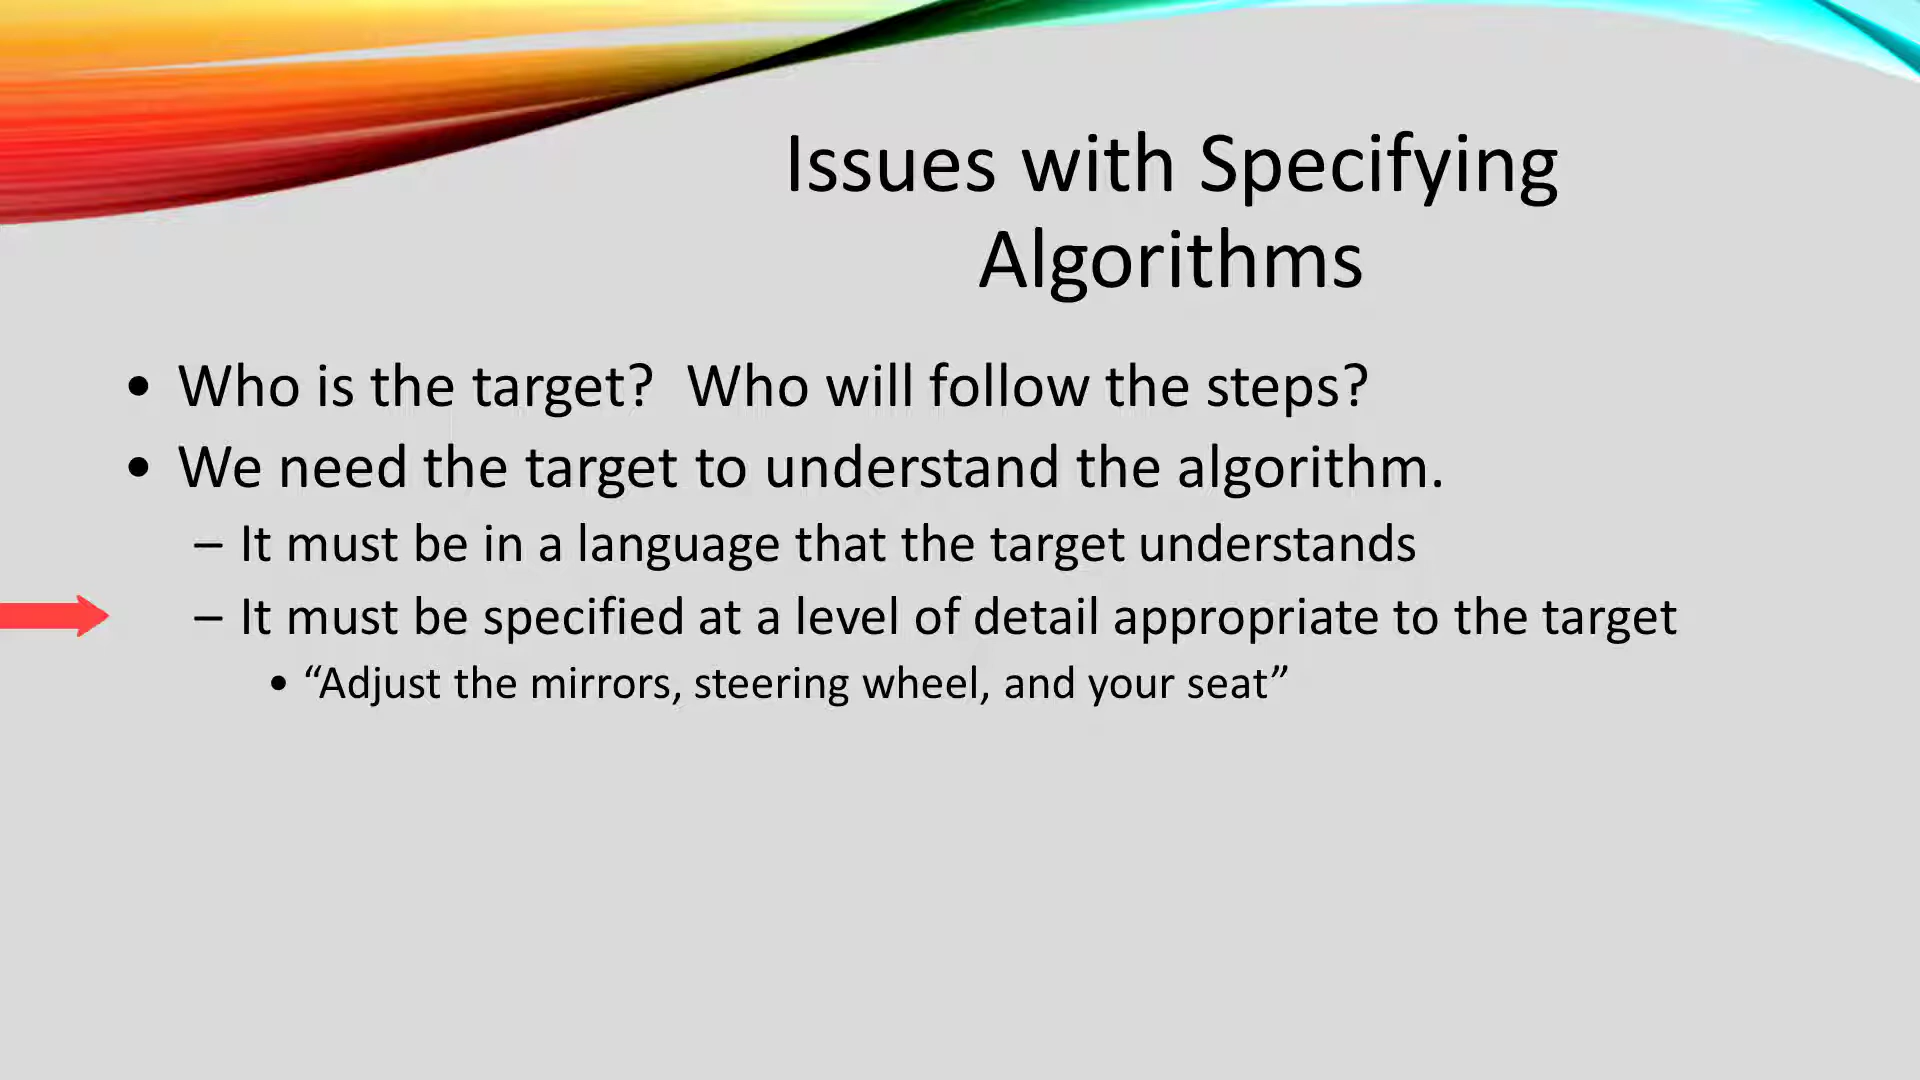 Issues with Specifying
Algorithms
• Who is the target?  Who will follow the steps?
• We need the target to understand the algorithm.
– It must be in a language that the target understands
– It must be specified at a level of detail appropriate to the target
• “Adjust the mirrors, steering wheel, and your seat”